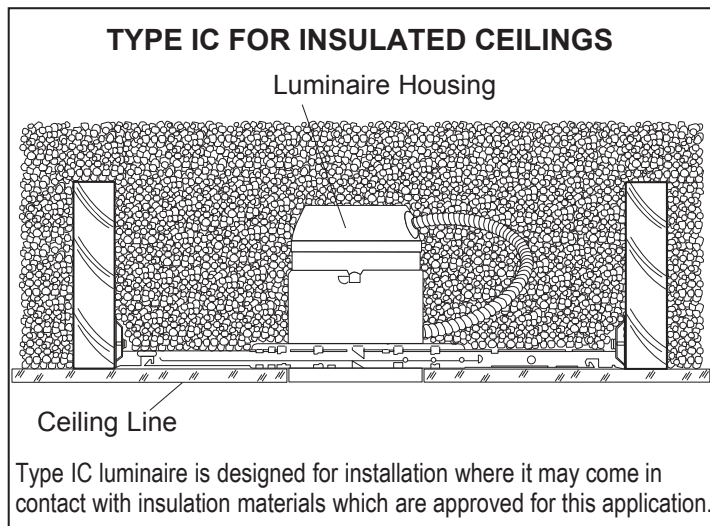 TYPE IC FOR INSULATED CEILINGS
Luminaire Housing
Ceiling Line
Type IC luminaire is designed for installation where it may come in
contact with insulation materials which are approved for this application.